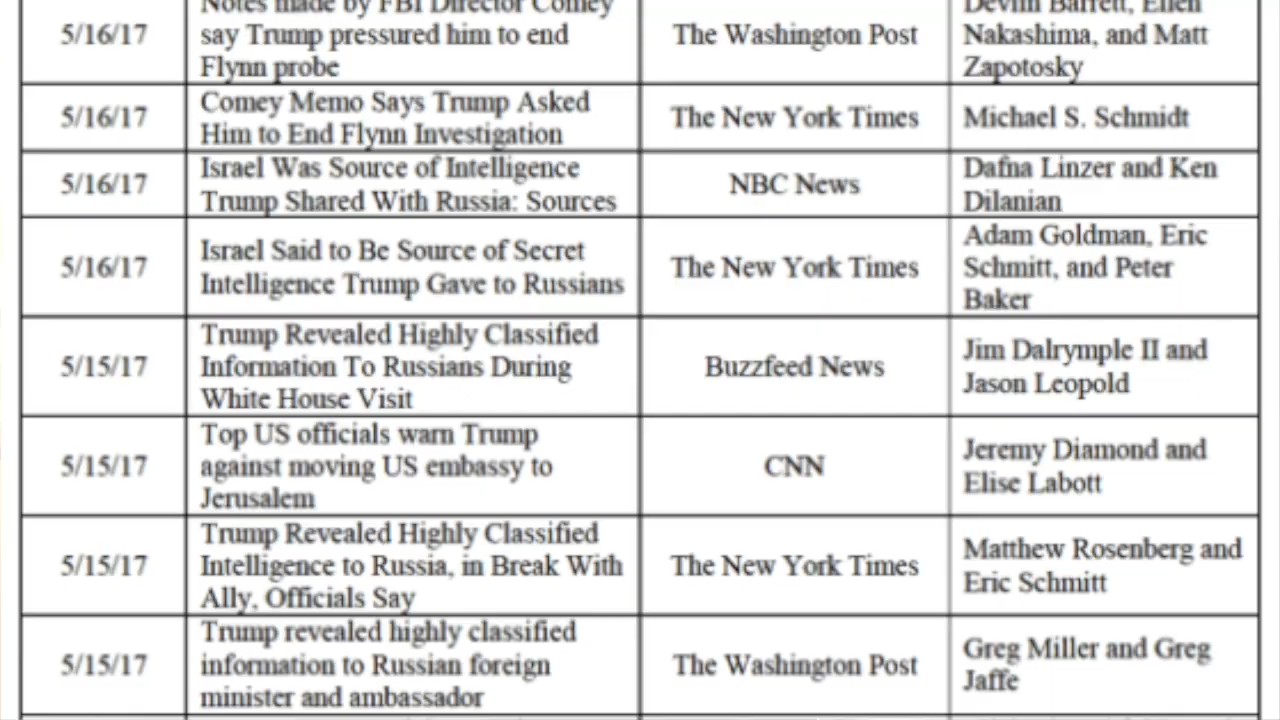 Notes made by FBI Director Comey
5/16/17
say Trump pressured him to end
Flynn probe
The Washington Post
Devlin Barrett, Ellen
Nakashima, and Matt
Zapotosky
5/16/17
Comey Memo Says Trump Asked
Him to End Flynn Investigation
The New York Times
Michael S. Schmidt
5/16/17
Israel Was Source of Intelligence
Trump Shared With Russia: Sources
NBC News
Dafna Linzer and Ken
Dilanian
5/16/17
Israel Said to Be Source of Secret
Intelligence Trump Gave to Russians
The New York Times
Adam Goldman, Eric
Schmitt, and Peter
Baker
5/15/17
Trump Revealed Highly Classified
Information To Russians During
White House Visit
Buzzfeed News
Jim Dalrymple II and
Jason Leopold
5/15/17
Top US officials warn Trump
against moving US embassy to
Jerusalem
CNN
Jeremy Diamond and
Elise Labott
5/15/17
Trump Revealed Highly Classified
Intelligence to Russia, in Break With
Ally, Officials Say
The New York Times
Matthew Rosenberg and
Eric Schmitt
5/15/17
Trump revealed highly classified
information to Russian foreign
minister and ambassador
The Washington Post
Greg Miller and Greg
Jaffe